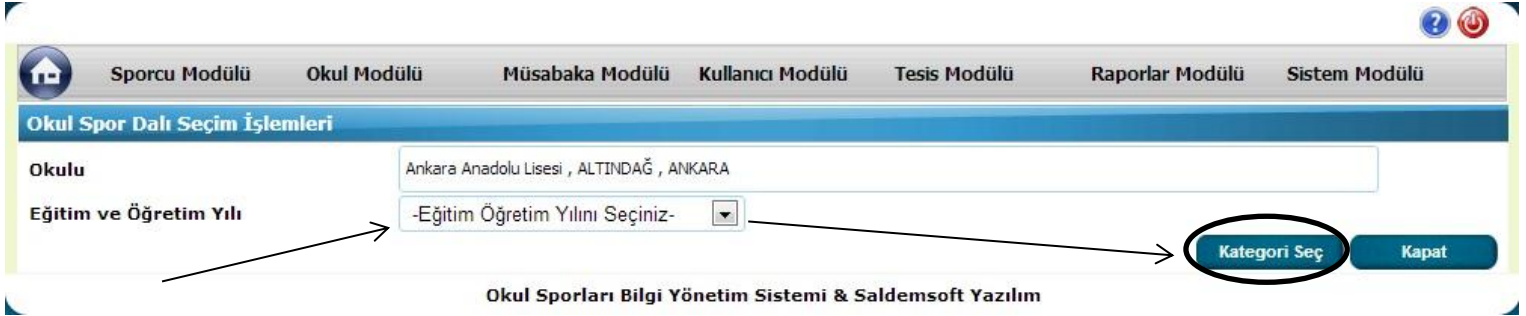 Sporcu Modülü Okul Modülü Müsabaka Modülü Kullanıcı Modülü Tesis Modülü Raporlar Modülü Sistem Modülü
Okul Spor Dalı Seçim İşlemleri
Okulu Ankara Anadolu Lisesi , ALTINDAĞ , ANKARA
Eğitim ve Öğretim Yılı -Eğitim Öğretim Yılını Seçiniz-
Kategori Seç Kapat
Okul Sporları Bilgi Yönetim Sistemi & Saldemsoft Yazılım